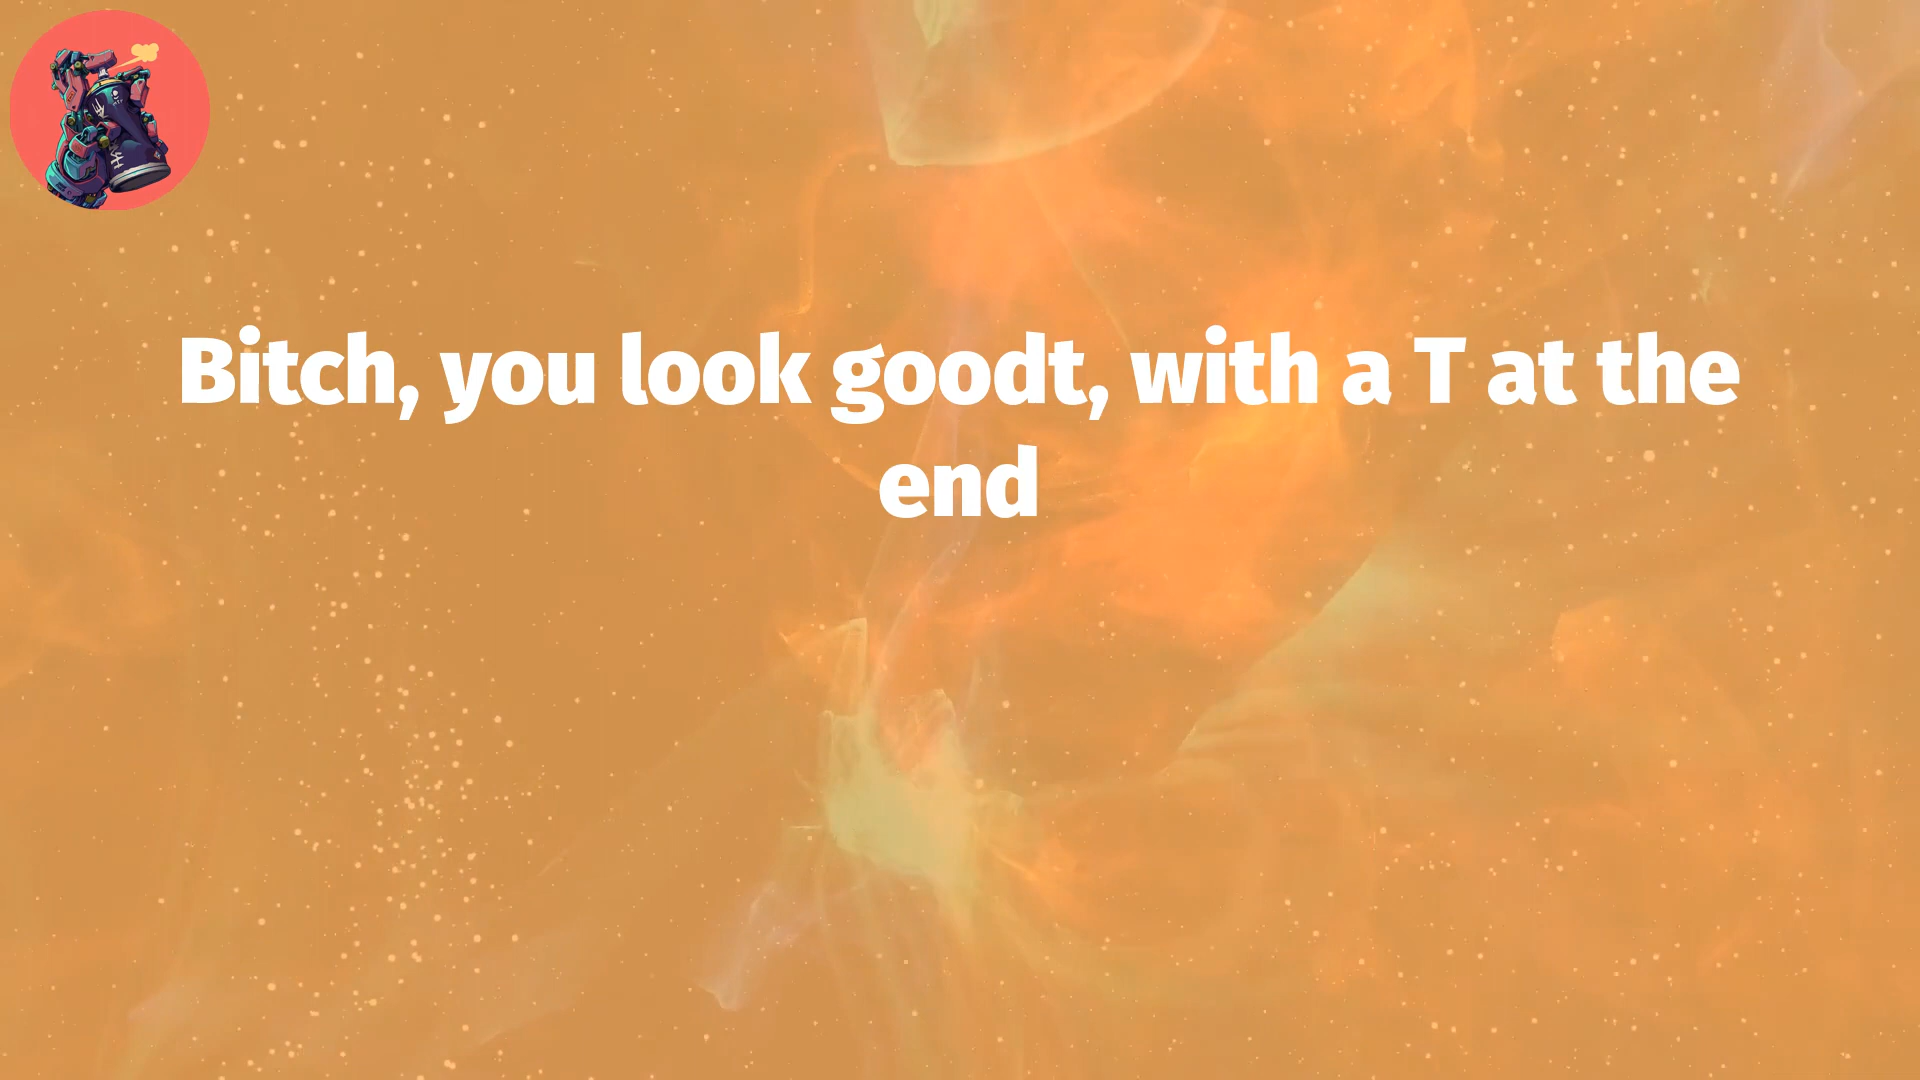 Bitch, you look goodt, with a T at the
end